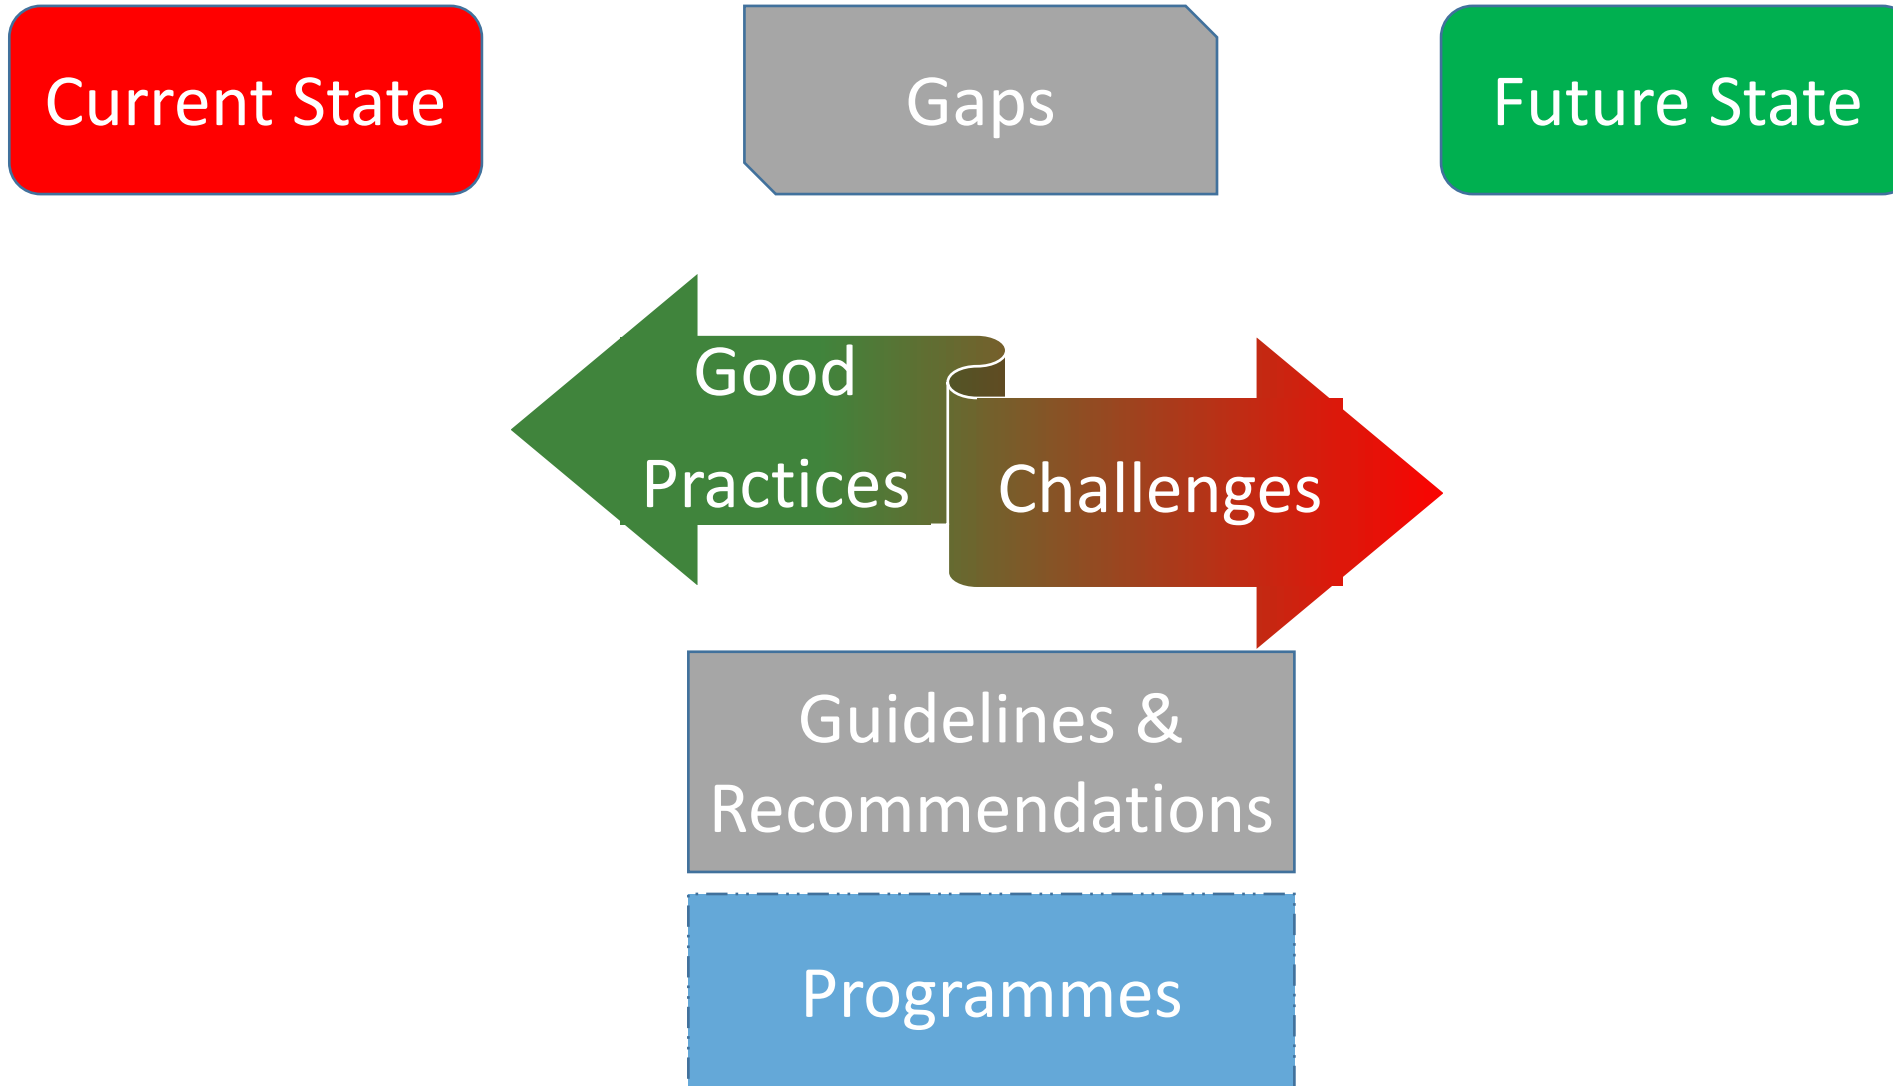 Current State
Gaps
Future State
Good
Practices
Challenges
Guidelines &
Recommendations
Programmes